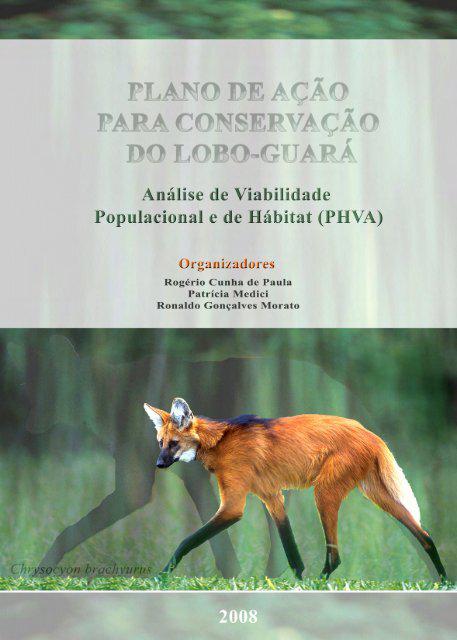 PLANO DE AÇÃO
PARA CONSERVAÇÃO
DO LOBO-GUARÁ
Análise de Viabilidade
Populacional e de Hábitat (PHVA)
Organizadores
Rogério Cunha de Paula
Patrícia Medici
Ronaldo Gonçalves Morato
Chrysocyon brachyurus
2008